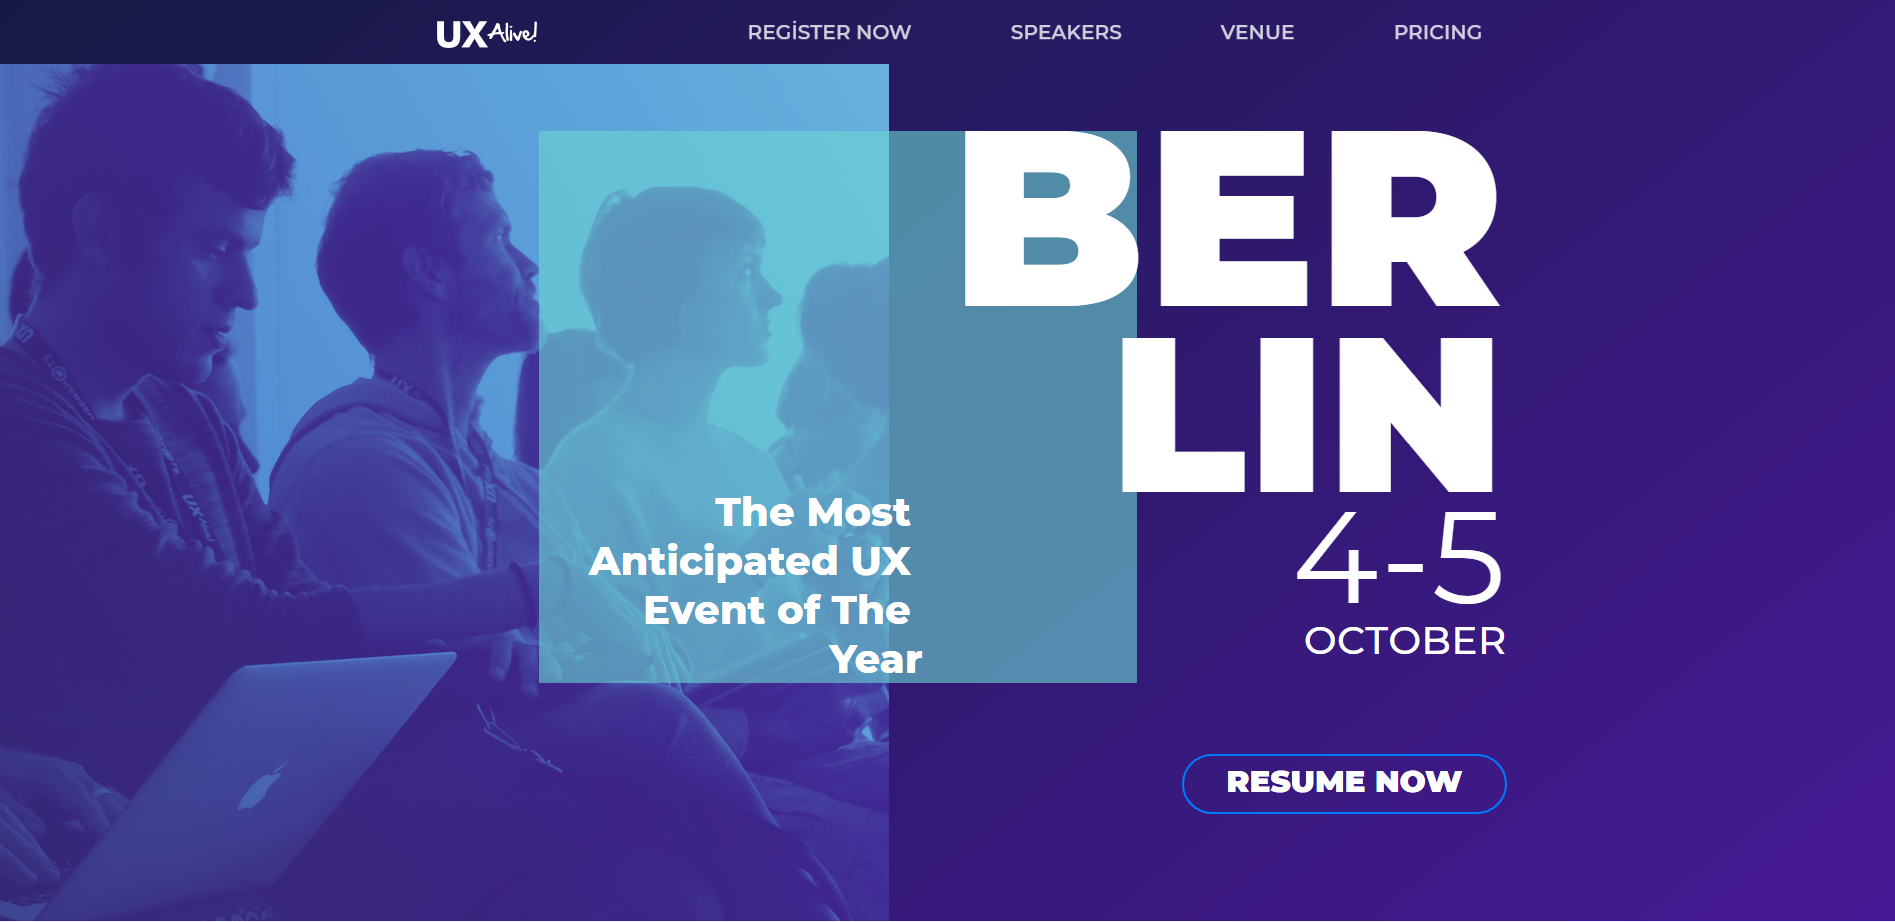 UX Alive!
REGİSTER NOW
SPEAKERS
VENUE
PRICING
BER
LIN
4-5
OCTOBER
The Most
Anticipated UX
Event of The
Year
RESUME NOW